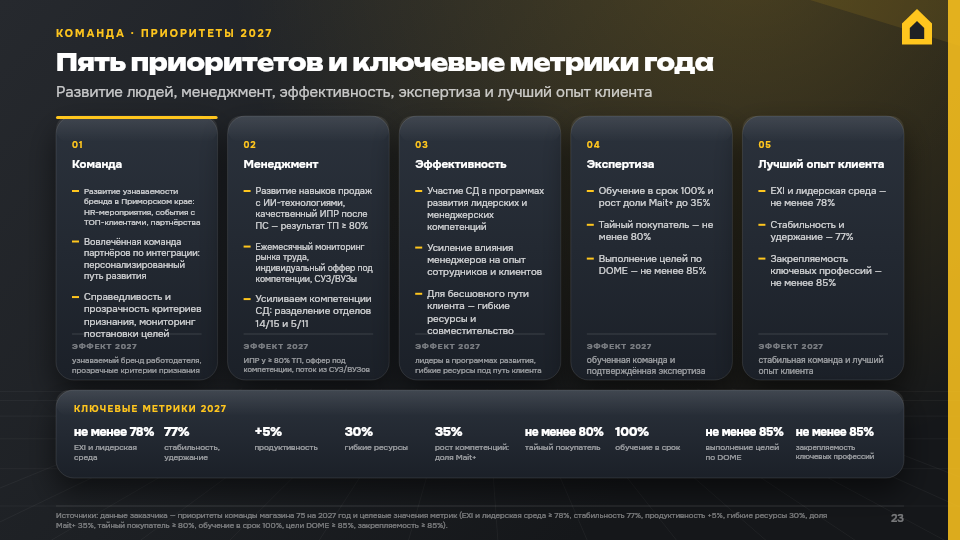 КОМАНДА · ПРИОРИТЕТЫ 2027
Пять приоритетов и ключевые метрики года
Развитие людей, менеджмент, эффективность, экспертиза и лучший опыт клиента
01
Команда
Развитие узнаваемости
бренда в Приморском крае:
HR-мероприятия, события с
ТОП-клиентами, партнёрства
Вовлечённая команда
партнёров по интеграции:
персонализированный
путь развития
Справедливость и
прозрачность критериев
признания, мониторинг
постановки целей
ЭФФЕКТ 2027
узнаваемый бренд работодателя,
прозрачные критерии признания
02
Менеджмент
Развитие навыков продаж
с ИИ-технологиями,
качественный ИПР после
ПС — результат ТП ≥ 80%
Ежемесячный мониторинг
рынка труда,
индивидуальный оффер под
компетенции, СУЗ/ВУЗы
Усиливаем компетенции
СД: разделение отделов
14/15 и 5/11
ЭФФЕКТ 2027
ИПР у ≥ 80% ТП, оффер под
компетенции, поток из СУЗ/ВУЗов
03
Эффективность
Участие СД в программах
развития лидерских и
менеджерских
компетенций
Усиление влияния
менеджеров на опыт
сотрудников и клиентов
Для бесшовного пути
клиента — гибкие
ресурсы и
совместительство
ЭФФЕКТ 2027
лидеры в программах развития,
гибкие ресурсы под путь клиента
04
Экспертиза
Обучение в срок 100% и
рост доли Mait+ до 35%
Тайный покупатель — не
менее 80%
Выполнение целей по
DOME — не менее 85%
ЭФФЕКТ 2027
обученная команда и
подтверждённая экспертиза
05
Лучший опыт клиента
EXI и лидерская среда —
не менее 78%
Стабильность и
удержание — 77%
Закрепляемость
ключевых профессий —
не менее 85%
ЭФФЕКТ 2027
стабильная команда и лучший
опыт клиента
КЛЮЧЕВЫЕ МЕТРИКИ 2027
не менее 78%
EXI и лидерская
среда
77%
стабильность,
удержание
+5%
продуктивность
30%
гибкие ресурсы
35%
рост компетенций:
доля Mait+
не менее 80%
тайный покупатель
100%
обучение в срок
не менее 85%
выполнение целей
по DOME
не менее 85%
закрепляемость
ключевых профессий
Источники: данные заказчика — приоритеты команды магазина 75 на 2027 год и целевые значения метрик (EXI и лидерская среда ≥ 78%, стабильность 77%, продуктивность +5%, гибкие ресурсы 30%, доля
Mait+ 35%, тайный покупатель ≥ 80%, обучение в срок 100%, цели DOME ≥ 85%, закрепляемость ≥ 85%).
23